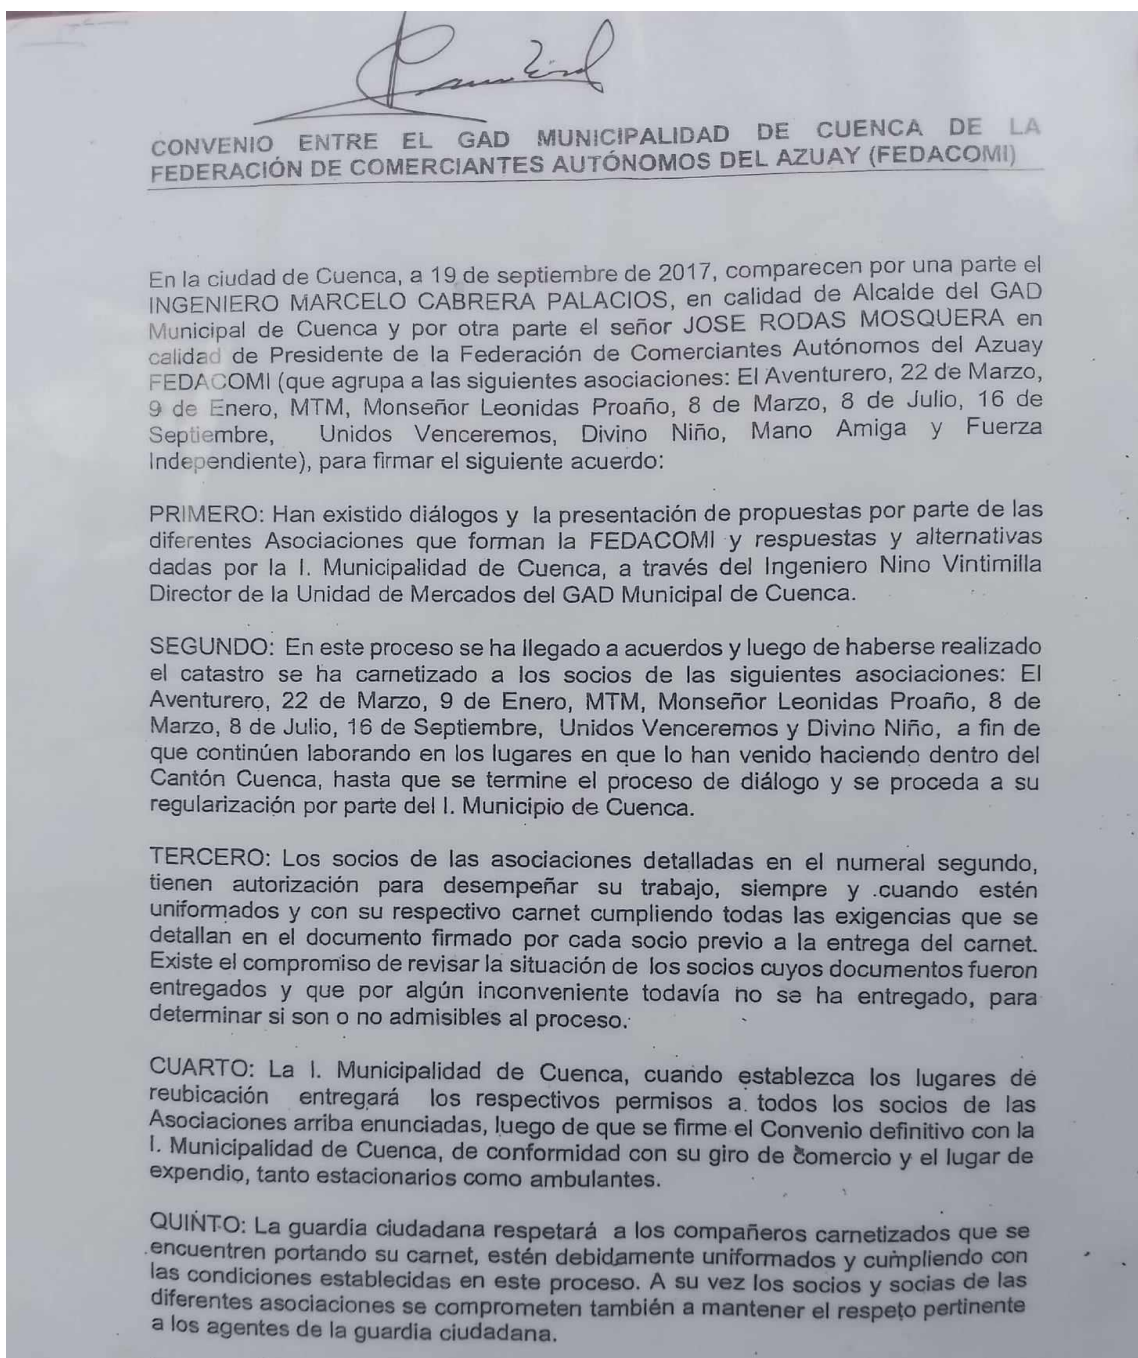 CONVENIO ENTRE EL GAD MUNICIPALIDAD DE CUENCA DE LA
FEDERACIÓN DE COMERCIANTES AUTÓNOMOS DEL AZUAY (FEDACOMI)
En la ciudad de Cuenca, a 19 de septiembre de 2017, comparecen por una parte el
INGENIERO MARCELO CABRERA PALACIOS, en calidad de Alcalde del GAD
Municipal de Cuenca y por otra parte el señor JOSE RODAS MOSQUERA en
calidad de Presidente de la Federación de Comerciantes Autónomos del Azuay
FEDACOMI (que agrupa a las siguientes asociaciones: El Aventurero, 22 de Marzo,
9 de Enero, MTM, Monseñor Leonidas Proaño, 8 de Marzo, 8 de Julio, 16 de
Septiembre, Unidos Venceremos, Divino Niño, Mano Amiga y Fuerza
Independiente), para firmar el siguiente acuerdo:
PRIMERO: Han existido diálogos y la presentación de propuestas por parte de las
diferentes Asociaciones que forman la FEDACOMI y respuestas y alternativas
dadas por la I. Municipalidad de Cuenca, a través del Ingeniero Nino Vintimilla
Director de la Unidad de Mercados del GAD Municipal de Cuenca.
SEGUNDO: En este proceso se ha llegado a acuerdos y luego de haberse realizado
el catastro se ha carnetizado a los socios de las siguientes asociaciones: El
Aventurero, 22 de Marzo, 9 de Enero, MTM, Monseñor Leonidas Proaño, 8 de
Marzo, 8 de Julio, 16 de Septiembre, Unidos Venceremos y Divino Niño, a fin de
que continúen laborando en los lugares en que lo han venido haciendo dentro del
Cantón Cuenca, hasta que se termine el proceso de diálogo y se proceda a su
regularización por parte del I. Municipio de Cuenca.
TERCERO: Los socios de las asociaciones detalladas en el numeral segundo,
tienen autorización para desempeñar su trabajo, siempre y cuando estén
uniformados y con su respectivo carnet cumpliendo todas las exigencias que se
detallan en el documento firmado por cada socio previo a la entrega del carnet.
Existe el compromiso de revisar la situación de los socios cuyos documentos fueron
entregados y que por algún inconveniente todavía no se ha entregado, para
determinar si son o no admisibles al proceso.
CUARTO: La I. Municipalidad de Cuenca, cuando establezca los lugares de
reubicación entregará los respectivos permisos a todos los socios de las
Asociaciones arriba enunciadas, luego de que se firme el Convenio definitivo con la
I. Municipalidad de Cuenca, de conformidad con su giro de comercio y el lugar de
expendio, tanto estacionarios como ambulantes.
QUINTO: La guardia ciudadana respetará a los compañeros carnetizados que se
encuentren portando su carnet, estén debidamente uniformados y cumpliendo con
las condiciones establecidas en este proceso. A su vez los socios y socias de las
diferentes asociaciones se comprometen también a mantener el respeto pertinente
a los agentes de la guardia ciudadana.